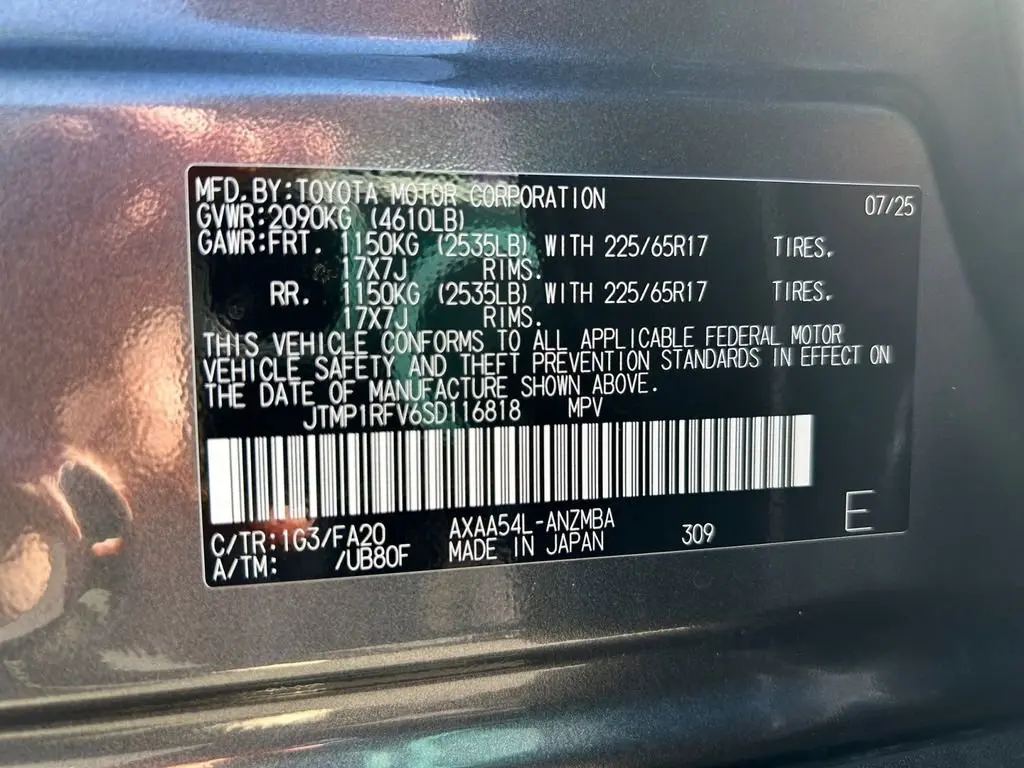 MFD.BY:TOYOTA MOTOR CORPORATION 07/25
GVWR:2090KG (4610LB)
GAWR:FRT. 1150KG (2535LB) WITH 225/65R17 TIRES.
17X7J RIMS.
RR. 1150KG (2535LB) WITH 225/65R17 TIRES.
17X7J RIMS.
THIS VEHICLE CONFORMS TO ALL APPLICABLE FEDERAL MOTOR
VEHICLE SAFETY AND THEFT PREVENTION STANDARDS IN EFFECT ON
THE DATE OF MANUFACTURE SHOWN ABOVE.
JTMP1RFV6SD116818 MPV
C/TR:1G3/FA20 AXAA54L-ANZMBA 309 E
A/TM: /UB80F MADE IN JAPAN